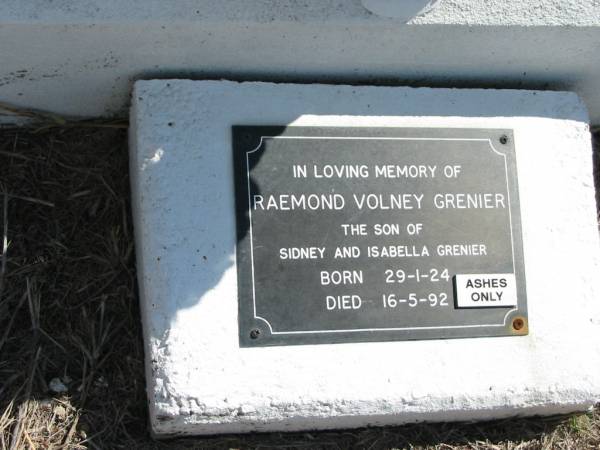 IN LOVING MEMORY OF
RAEMOND VOLNEY GRENIER
THE SON OF
SIDNEY AND ISABELLA GRENIER
BORN 29-1-24
DIED 16-5-92
ASHES
ONLY